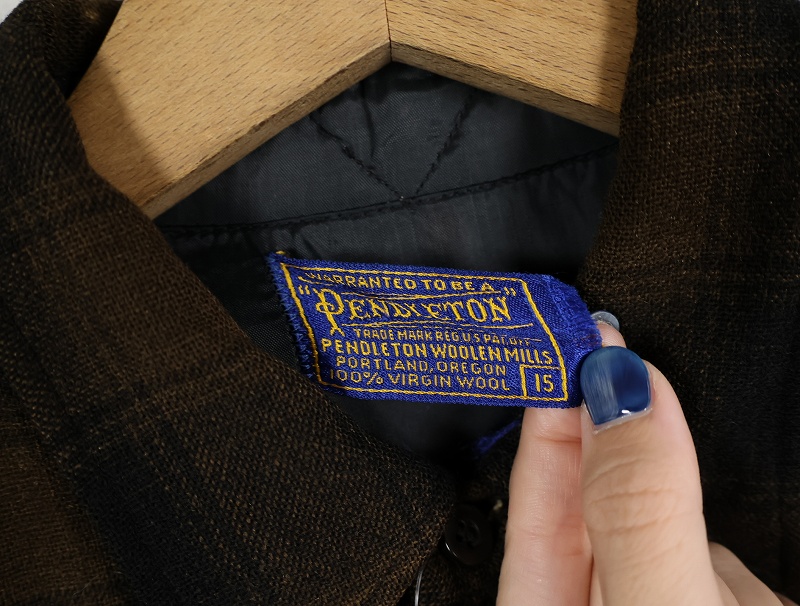 WARRANTED TO BE A
"PENDLETON"
TRADE MARK REG.U.S.PAT.OFF.
PENDLETON WOOLEN MILLS
PORTLAND, OREGON
100% VIRGIN WOOL
15